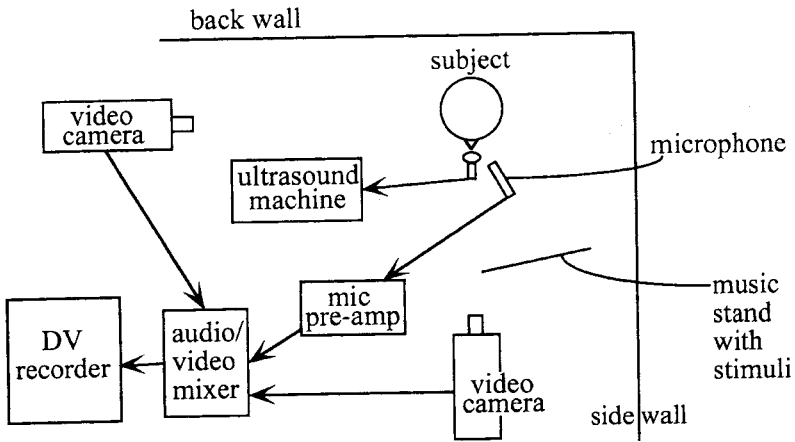 back wall
subject
video
camera
microphone
ultrasound
machine
mic
pre-amp
music
stand
with
stimuli
DV
recorder
audio/
video
mixer
video
camera
side wall